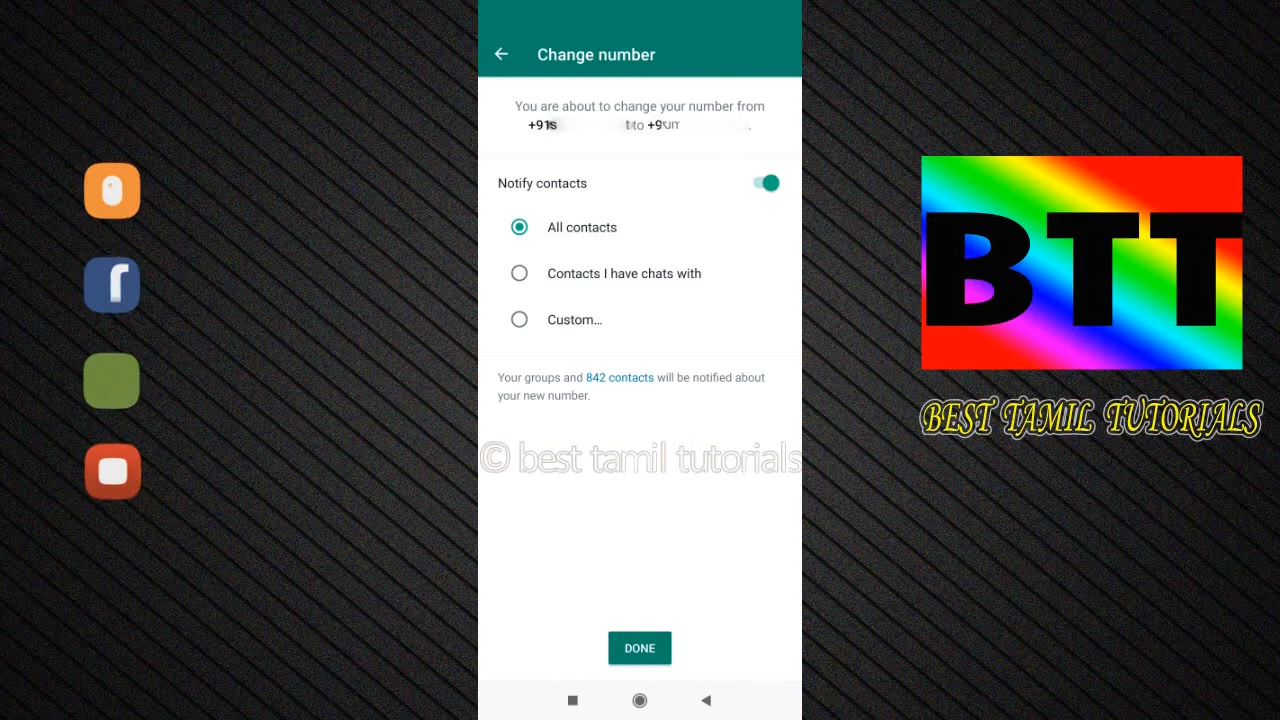 Change number
You are about to change your number from
+91 to +9
Notify contacts
All contacts
Contacts I have chats with
Custom...
Your groups and 842 contacts will be notified about
your new number.
© best tamil tutorials
DONE
BTT
BEST TAMIL TUTORIALS